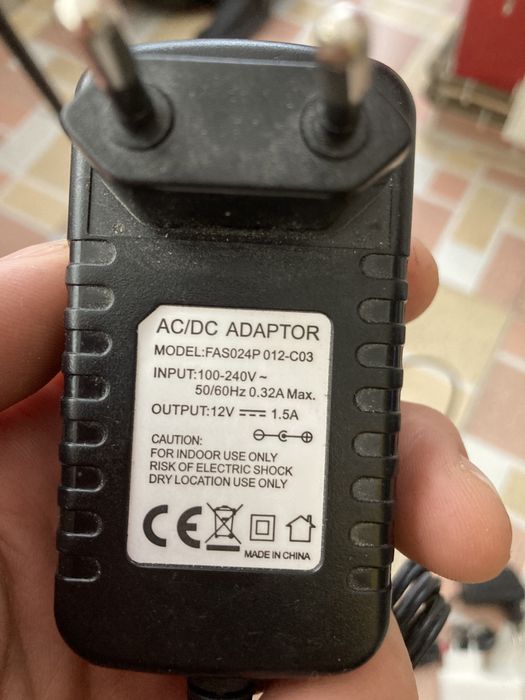 AC/DC ADAPTOR
MODEL:FAS024P 012-C03
INPUT:100-240V ~
50/60Hz 0.32A Max.
OUTPUT:12V ⎓ 1.5A
CAUTION:
FOR INDOOR USE ONLY
RISK OF ELECTRIC SHOCK
DRY LOCATION USE ONLY
CE
MADE IN CHINA